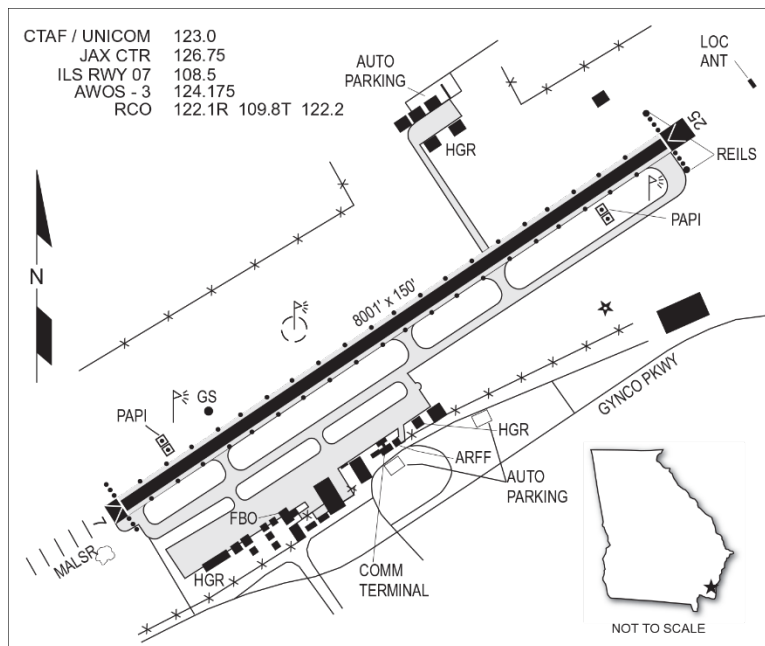 CTAF / UNICOM 123.0
JAX CTR 126.75
ILS RWY 07 108.5
AWOS - 3 124.175
RCO 122.1R 109.8T 122.2
AUTO
PARKING
LOC
ANT
HGR
25
REILS
PAPI
N
8001' x 150'
GS
PAPI
GYNCO PKWY
HGR
ARFF
AUTO
PARKING
7
FBO
MALSR
HGR
COMM
TERMINAL
NOT TO SCALE